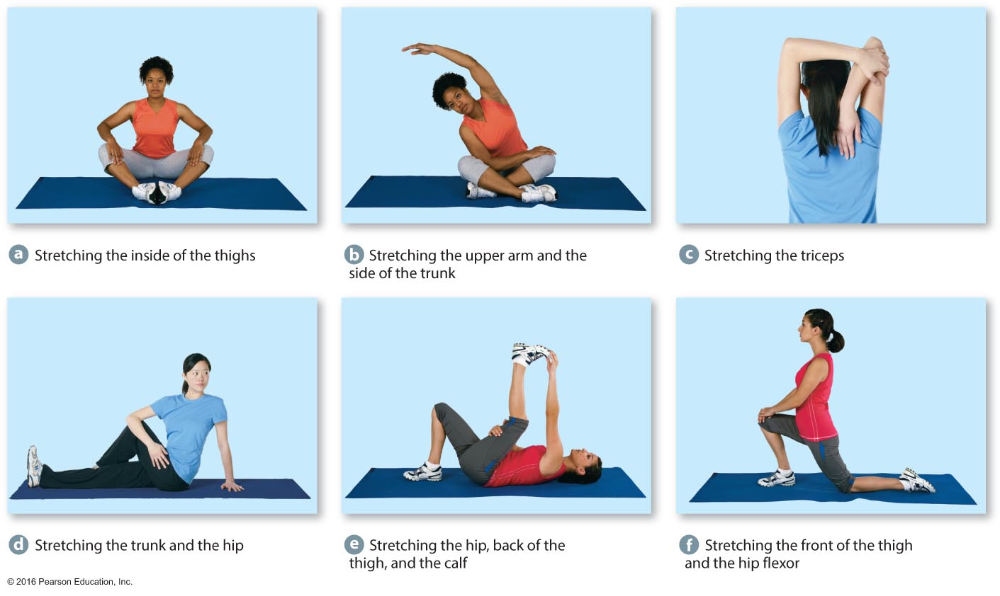 a Stretching the inside of the thighs
b Stretching the upper arm and the
side of the trunk
c Stretching the triceps
d Stretching the trunk and the hip
e Stretching the hip, back of the
thigh, and the calf
f Stretching the front of the thigh
and the hip flexor
© 2016 Pearson Education, Inc.